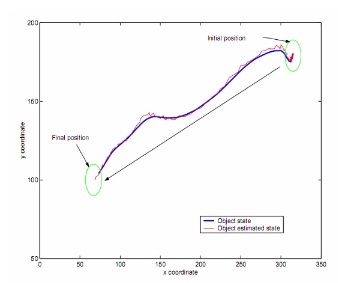 200
Initial position
150
y coordinate
Final position
100
Object state
Object estimated state
50
0 50 100 150 200 250 300 350
x coordinate